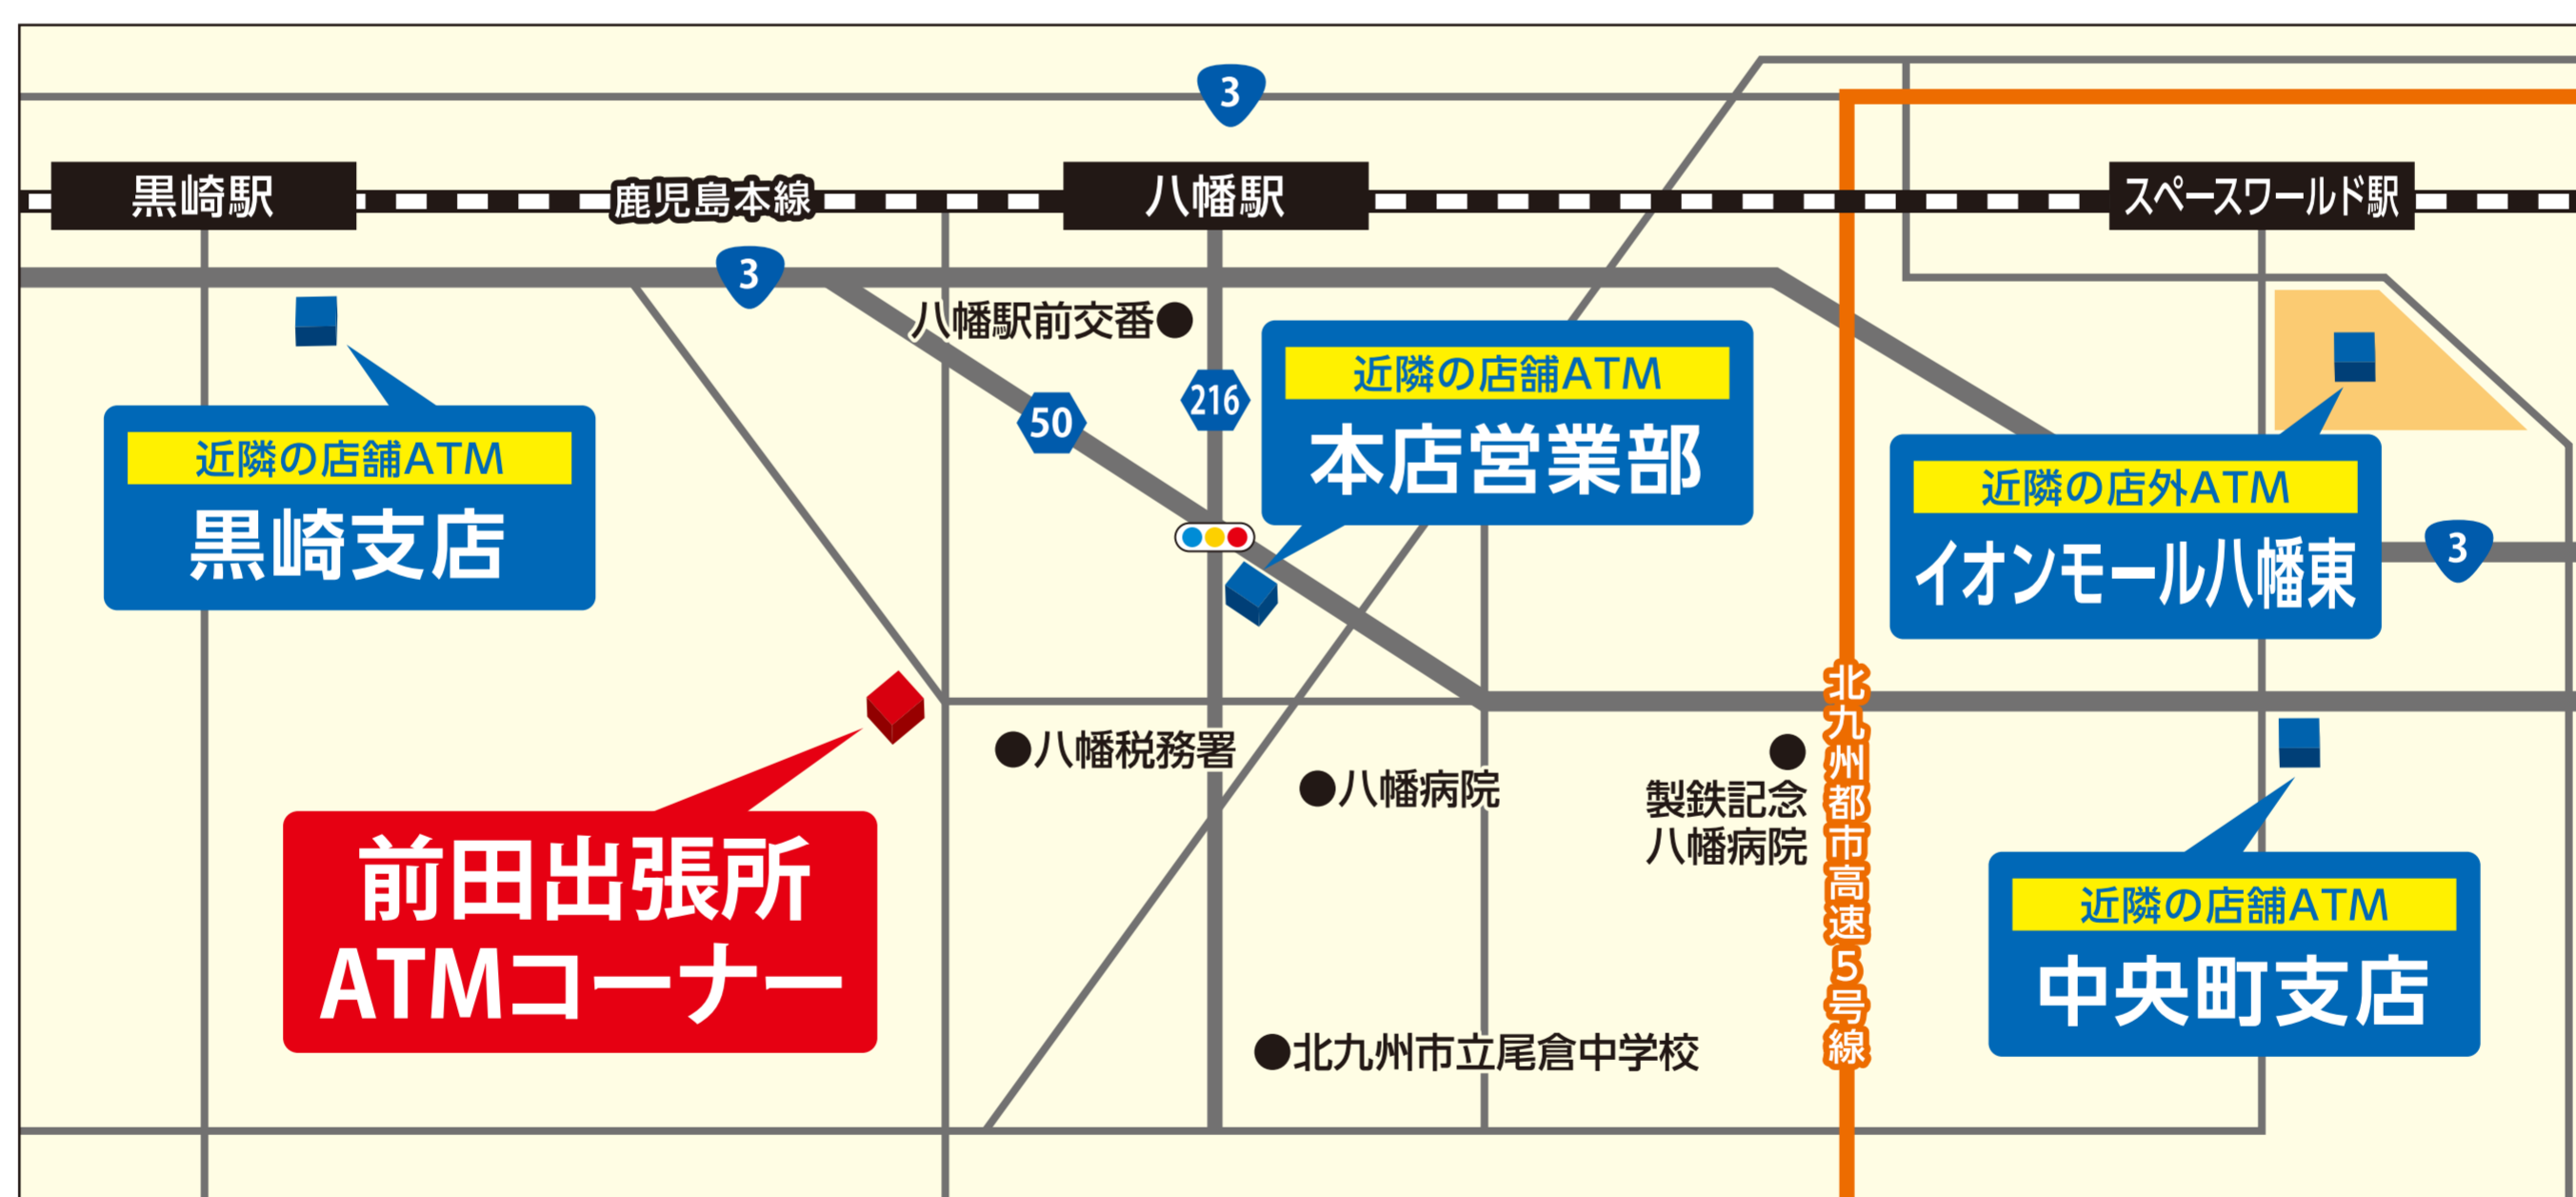 3
黒崎駅
鹿児島本線
八幡駅
スペースワールド駅
3
八幡駅前交番
50
216
近隣の店舗ATM
本店営業部
近隣の店舗ATM
黒崎支店
近隣の店外ATM
イオンモール八幡東
3
前田出張所
ATMコーナー
八幡税務署
八幡病院
製鉄記念
八幡病院
北九州都市高速5号線
近隣の店舗ATM
中央町支店
北九州市立尾倉中学校